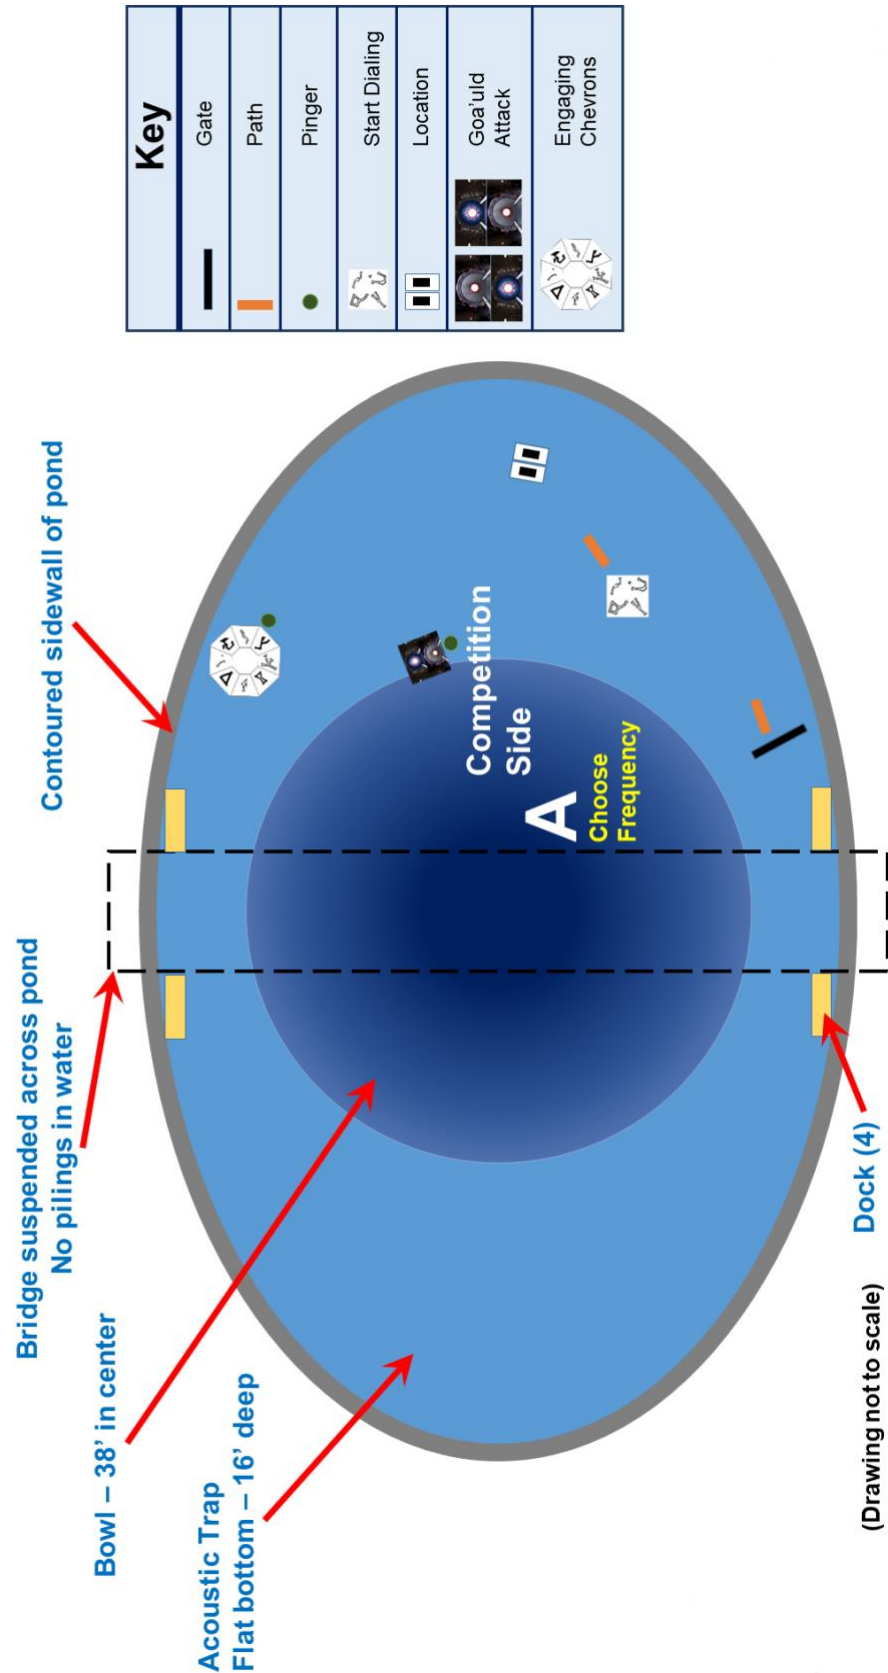 Bridge suspended across pond
No pilings in water
Contoured sidewall of pond
Bowl – 38’ in center
Acoustic Trap
Flat bottom – 16’ deep
Competition
Side
A
Choose
Frequency
Dock (4)
(Drawing not to scale)
Key
Gate
Path
Pinger
Start Dialing
Location
Goa’uld
Attack
Engaging
Chevrons